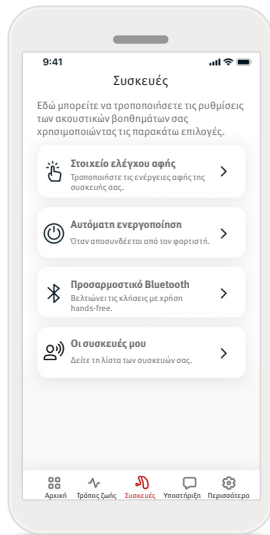 9:41
Συσκευές
Εδώ μπορείτε να τροποποιήσετε τις ρυθμίσεις
των ακουστικών βοηθημάτων σας
χρησιμοποιώντας τις παρακάτω επιλογές.
Στοιχείο ελέγχου αφής
Τροποποιήστε τις ενέργειες αφής της
συσκευής σας.
Αυτόματη ενεργοποίηση
Όταν αποσυνδέεται από τον φορτιστή.
Προσαρμοστικό Bluetooth
Βελτιώνει τις κλήσεις με χρήση
hands-free.
Οι συσκευές μου
Δείτε τη λίστα των συσκευών σας.
Αρχική Τρόπος ζωής Συσκευές Υποστήριξη Περισσότερα